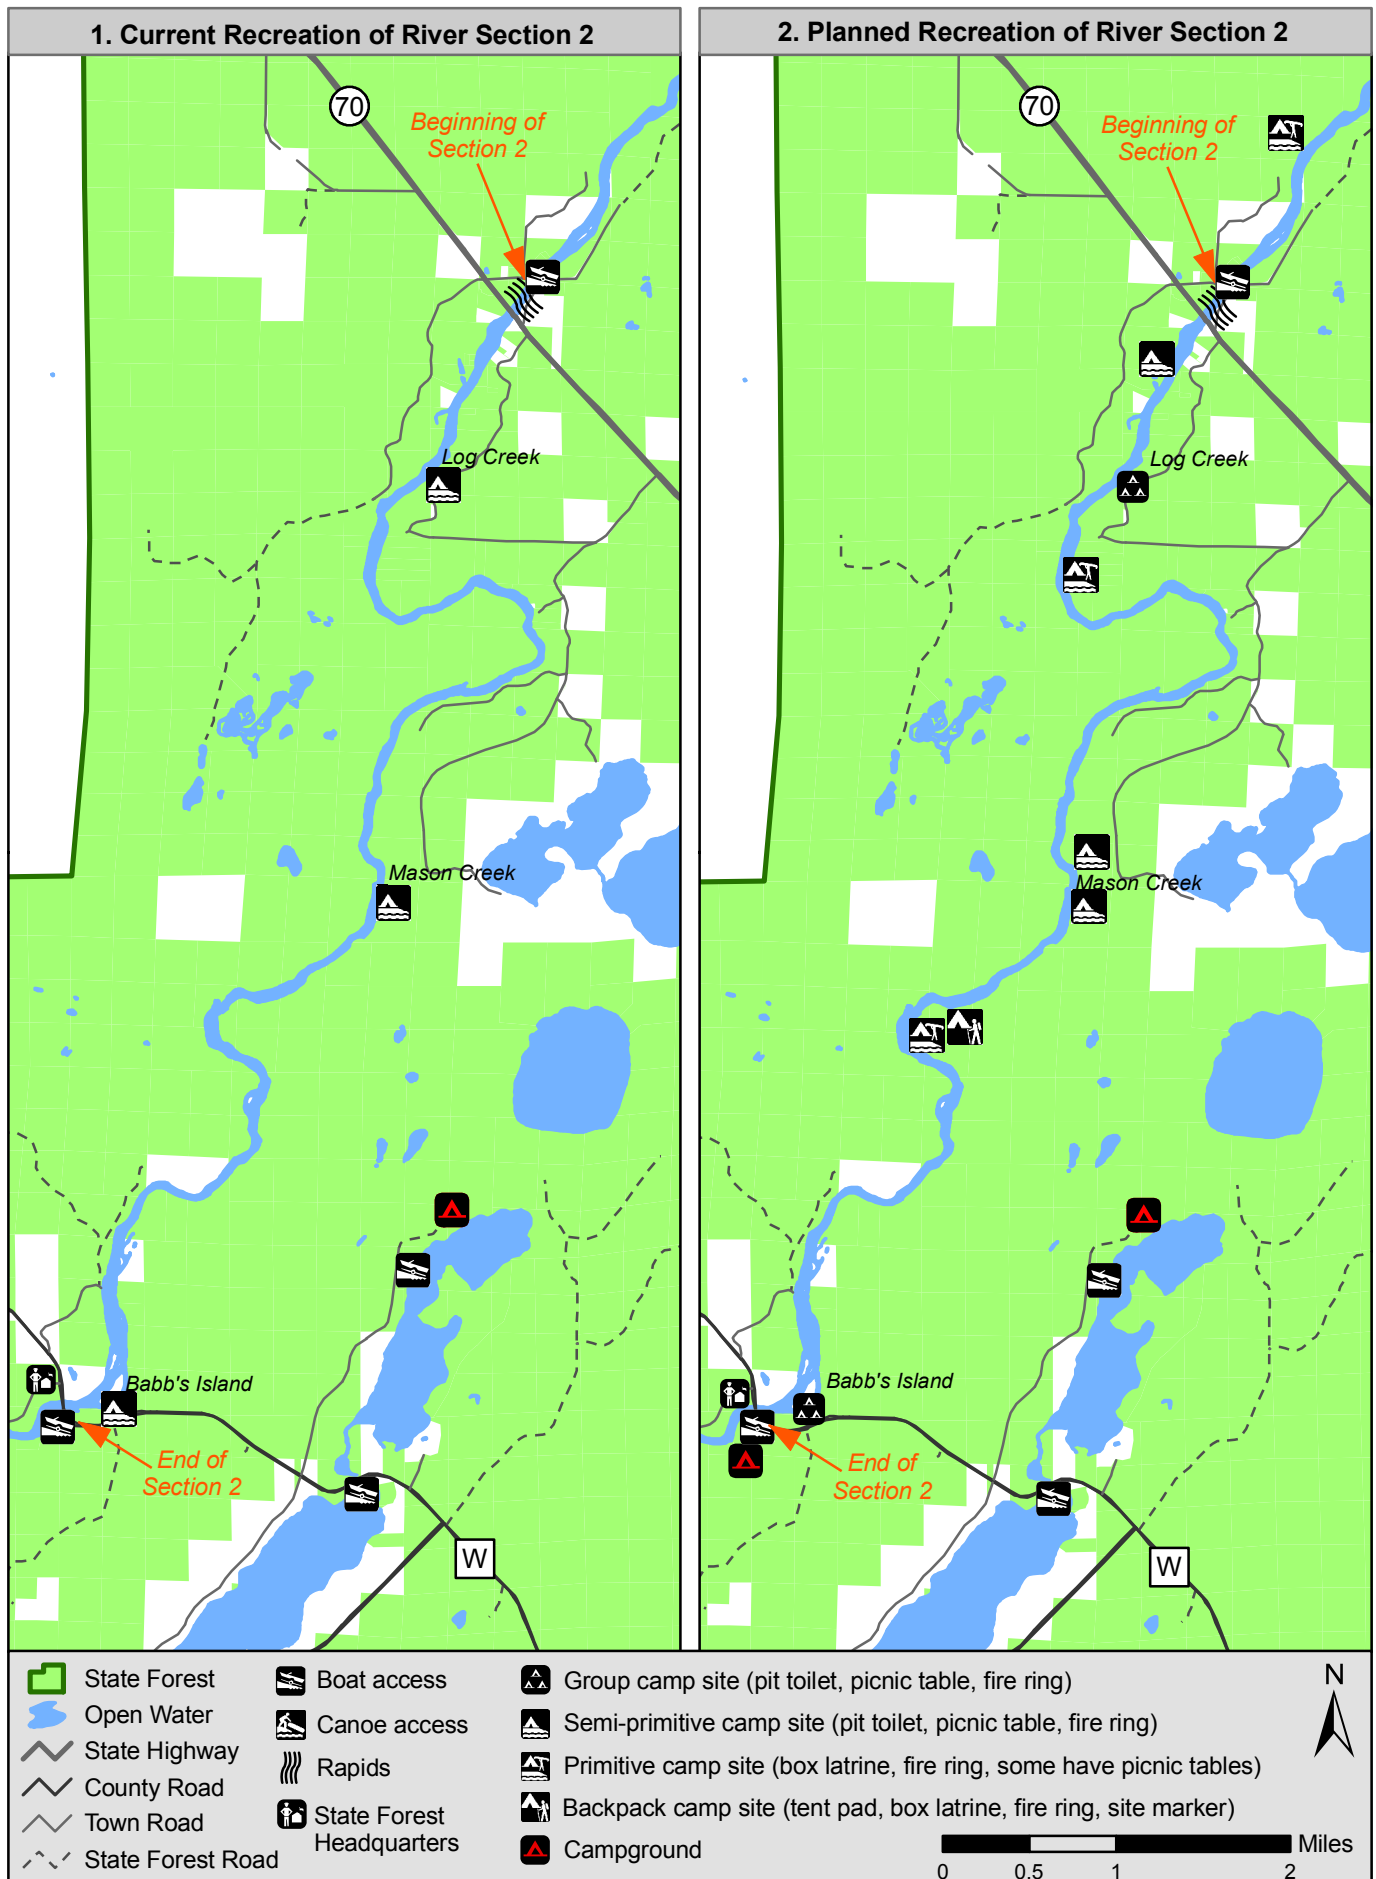 1. Current Recreation of River Section 2
70
Beginning of
Section 2
Log Creek
Mason Creek
Babb's Island
End of
Section 2
W
2. Planned Recreation of River Section 2
70
Beginning of
Section 2
Log Creek
Mason Creek
Babb's Island
End of
Section 2
W
State Forest
Open Water
State Highway
County Road
Town Road
State Forest Road
Boat access
Canoe access
Rapids
State Forest
Headquarters
Group camp site (pit toilet, picnic table, fire ring)
Semi-primitive camp site (pit toilet, picnic table, fire ring)
Primitive camp site (box latrine, fire ring, some have picnic tables)
Backpack camp site (tent pad, box latrine, fire ring, site marker)
Campground
N
Miles
0 0.5 1 2